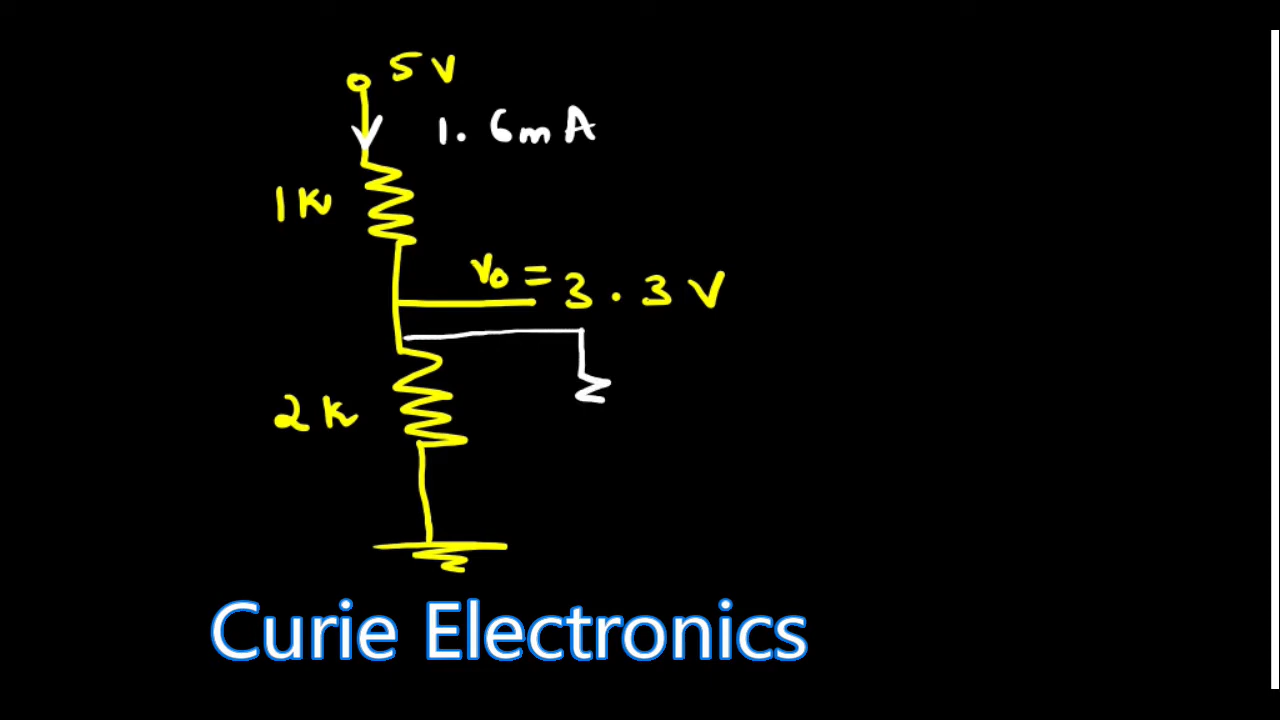 5V
1.6mA
1K
Vo = 3.3V
2K
Curie Electronics